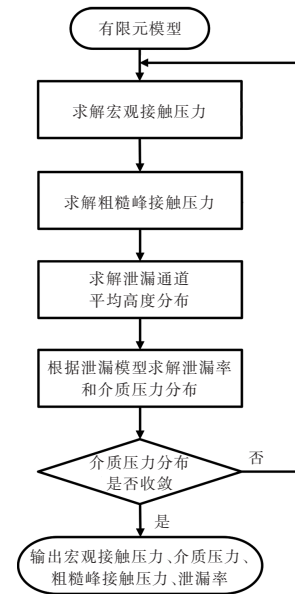 有限元模型
求解宏观接触压力
求解粗糙峰接触压力
求解泄漏通道
平均高度分布
根据泄漏模型求解泄漏率
和介质压力分布
介质压力分布
是否收敛
否
是
输出宏观接触压力、介质压力、
粗糙峰接触压力、泄漏率